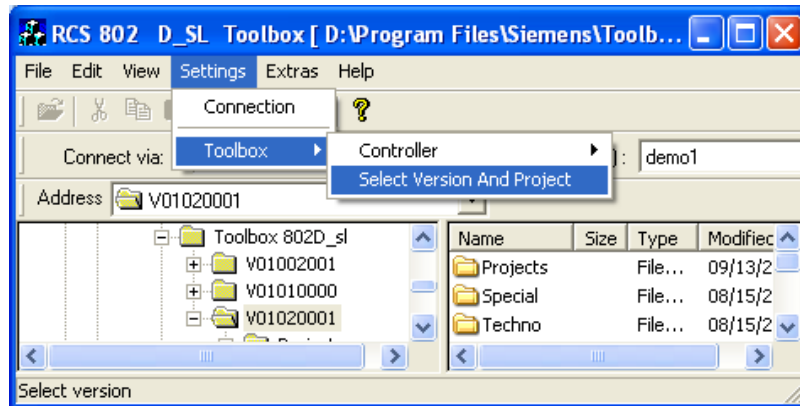 RCS 802 D_SL Toolbox [ D:\Program Files\Siemens\Toolb...
File Edit View Settings Extras Help
Connection
Connect via:
Toolbox
Controller
demo1
Select Version And Project
Address V01020001
Toolbox 802D_sl
V01002001
V01010000
V01020001
Name Size Type Modified
Projects File... 09/13/2
Special File... 08/15/2
Techno File... 08/15/2
Select version